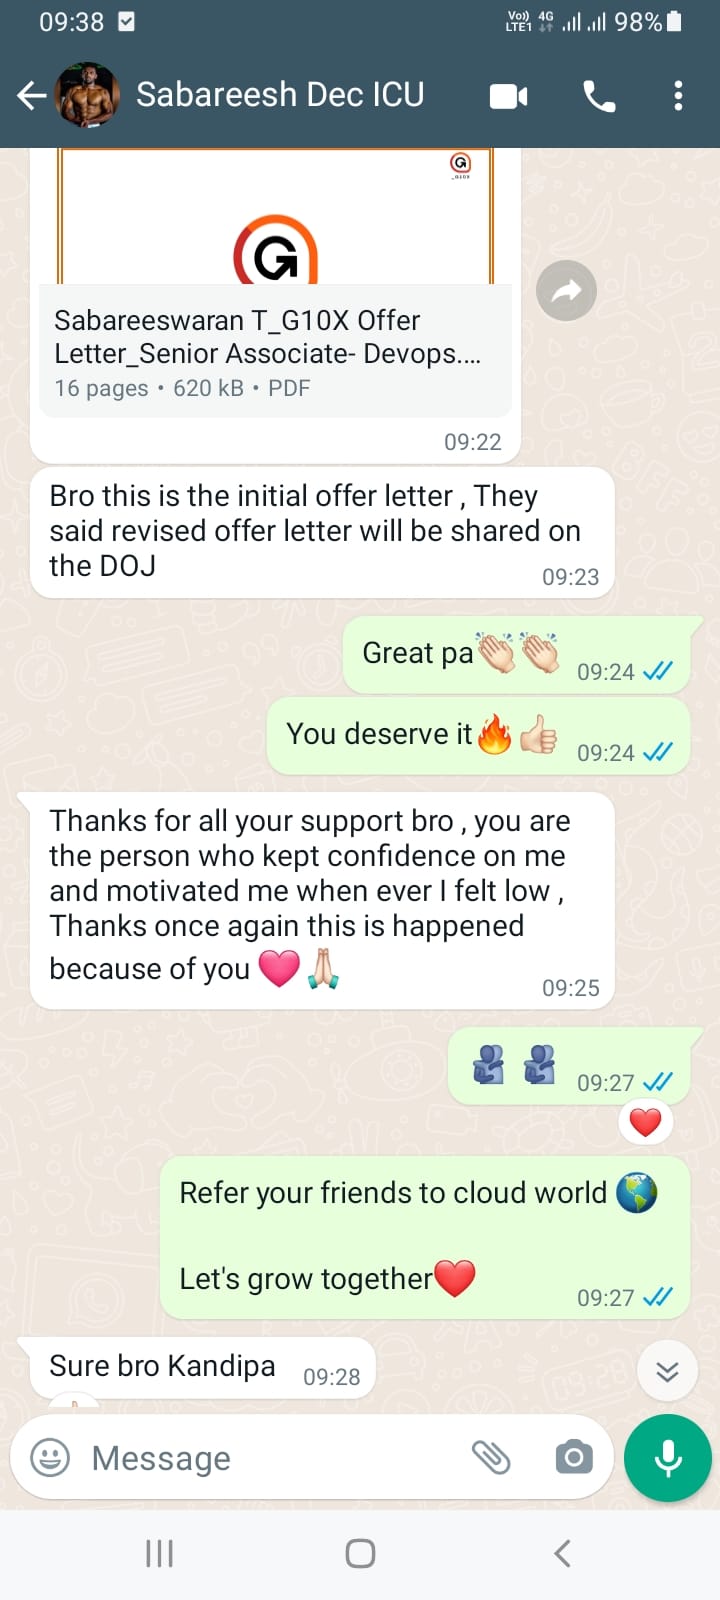 09:38
Vo)) 4G
LTE1
98%
Sabareesh Dec ICU
G
G
Sabareeswaran T_G10X Offer
Letter_Senior Associate- Devops....
16 pages • 620 kB • PDF
09:22
Bro this is the initial offer letter , They
said revised offer letter will be shared on
the DOJ
09:23
Great pa👏🏻👏🏻
09:24
You deserve it🔥👍🏻
09:24
Thanks for all your support bro , you are
the person who kept confidence on me
and motivated me when ever I felt low ,
Thanks once again this is happened
because of you 🩷🙏🏻
09:25
🫂 🫂
09:27
❤️
Refer your friends to cloud world 🌎
Let's grow together❤️
09:27
Sure bro Kandipa
09:28
Message